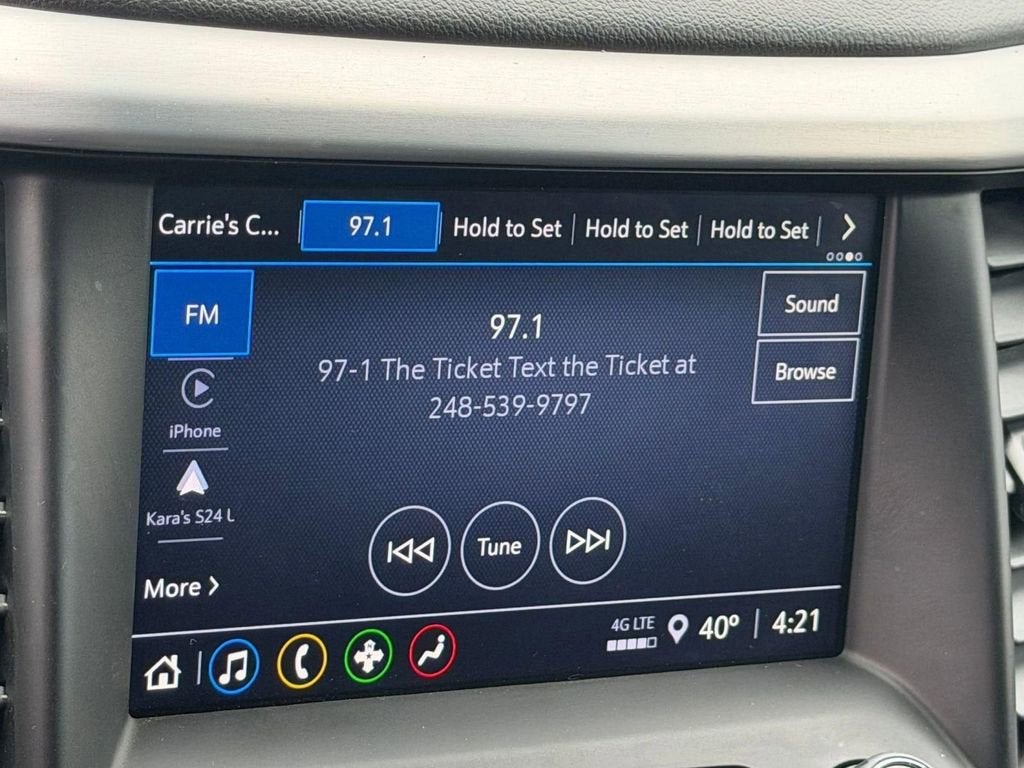 Carrie's C... 97.1 Hold to Set Hold to Set Hold to Set
FM
Sound
97.1
97-1 The Ticket Text the Ticket at
248-539-9797
Browse
iPhone
Kara's S24 U
Tune
More
4G LTE
40° 4:21